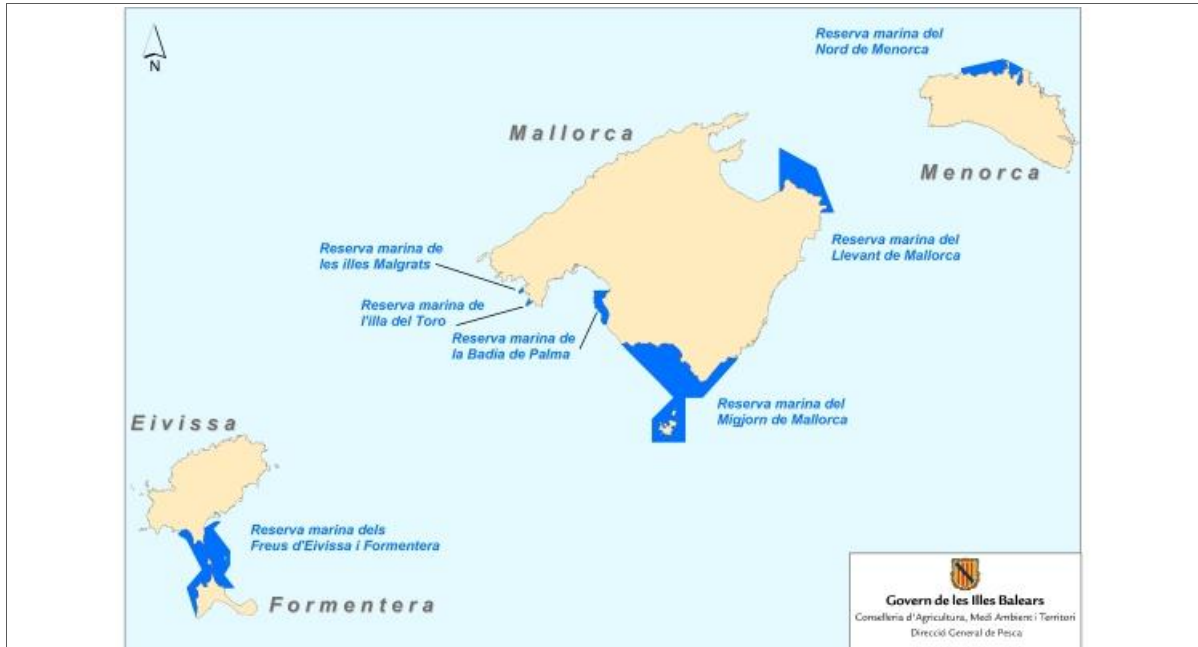 N
Reserva marina del
Nord de Menorca
Mallorca
Menorca
Reserva marina de
les illes Malgrats
Reserva marina del
Llevant de Mallorca
Reserva marina de
l'illa del Toro
Reserva marina de
la Badia de Palma
Reserva marina del
Migjorn de Mallorca
Eivissa
Reserva marina dels
Freus d'Eivissa i Formentera
Formentera
Govern de les Illes Balears
Conselleria d'Agricultura, Medi Ambient i Territori
Direcció General de Pesca